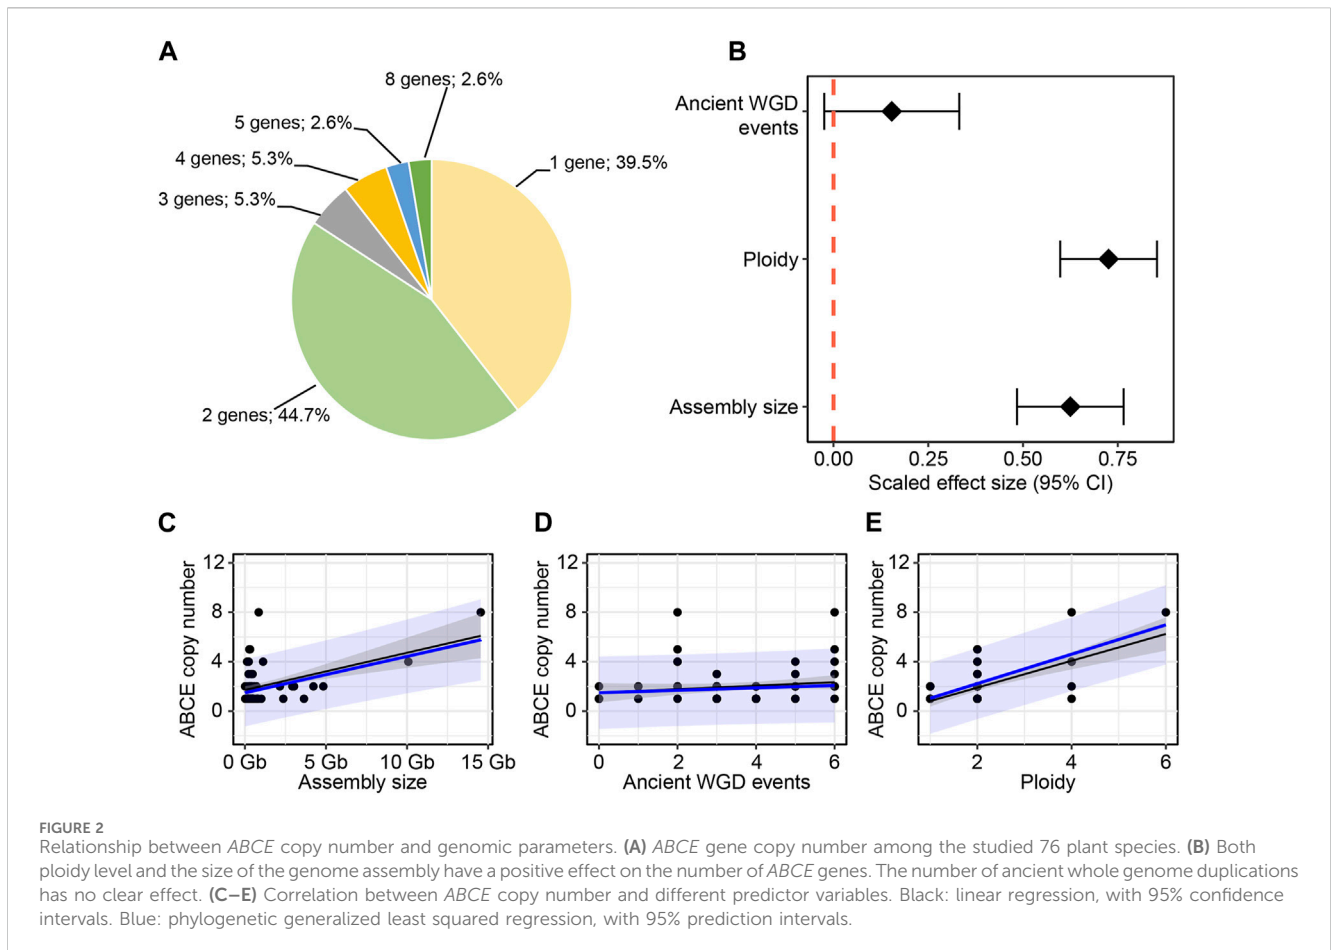 A
8 genes; 2.6%
5 genes; 2.6%
4 genes; 5.3%
3 genes; 5.3%
1 gene; 39.5%
2 genes; 44.7%
B
Ancient WGD
events
Ploidy
Assembly size
0.00 0.25 0.50 0.75
Scaled effect size (95% CI)
C
ABCE copy number
12
8
4
0
0 Gb 5 Gb 10 Gb 15 Gb
Assembly size
D
ABCE copy number
12
8
4
0
0 2 4 6
Ancient WGD events
E
ABCE copy number
12
8
4
0
2 4 6
Ploidy
FIGURE 2
Relationship between ABCE copy number and genomic parameters. (A) ABCE gene copy number among the studied 76 plant species. (B) Both
ploidy level and the size of the genome assembly have a positive effect on the number of ABCE genes. The number of ancient whole genome duplications
has no clear effect. (C–E) Correlation between ABCE copy number and different predictor variables. Black: linear regression, with 95% confidence
intervals. Blue: phylogenetic generalized least squared regression, with 95% prediction intervals.